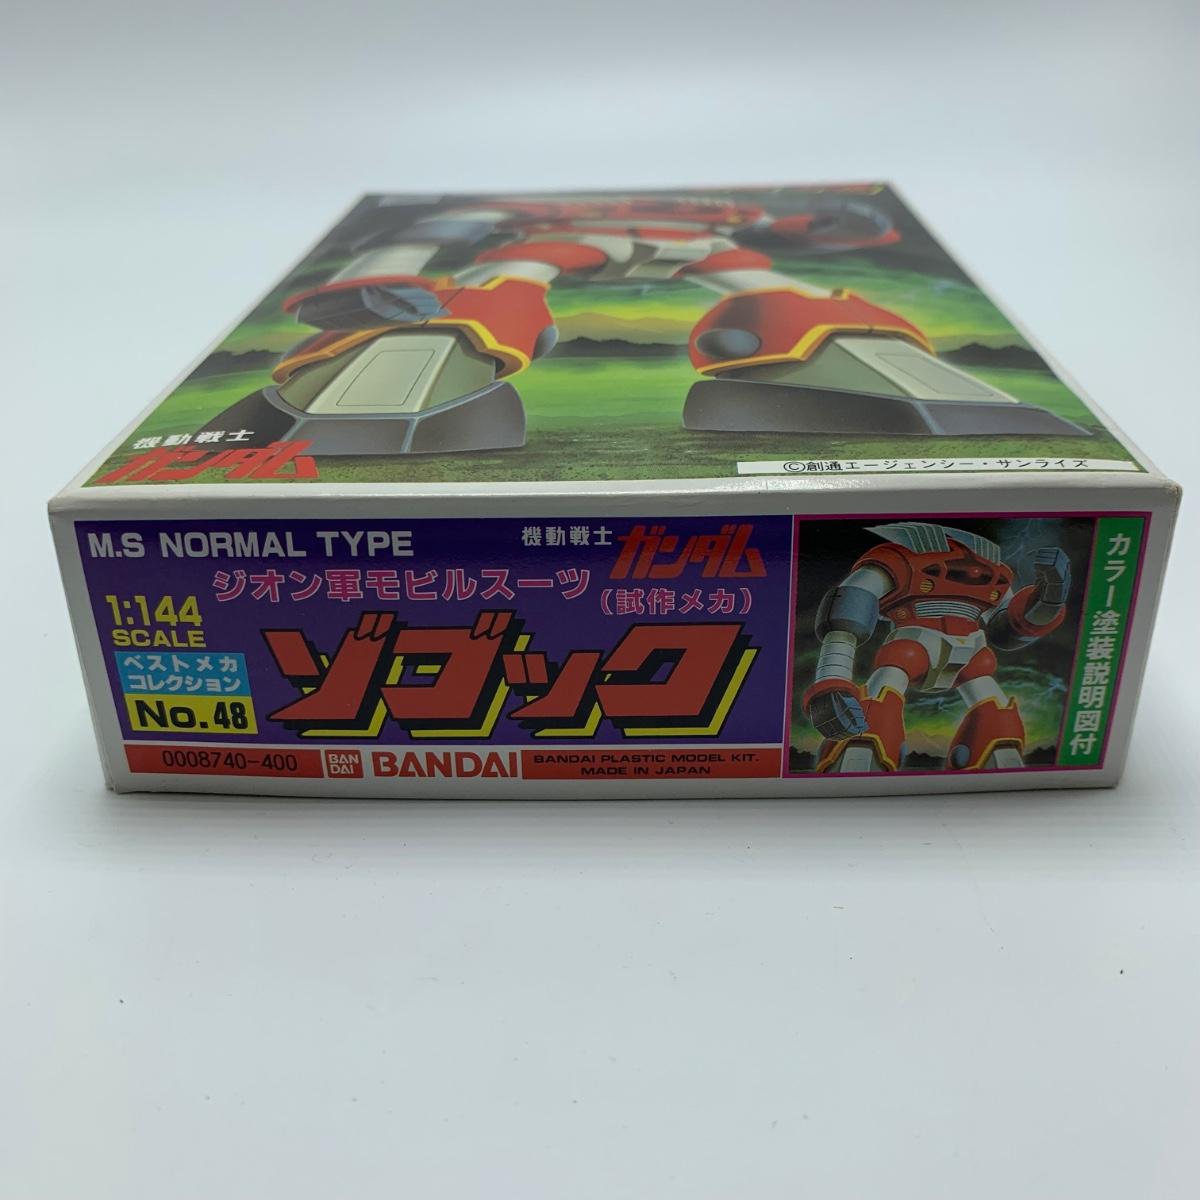 機動戦士
ガンダム
©創通エージェンシー・サンライズ
M.S NORMAL TYPE
機動戦士
ガンダム
ジオン軍モビルスーツ
(試作メカ)
1:144
SCALE
ベストメカ
コレクション
No.48
ゾゴック
0008740-400
BAN
DAI
BANDAI
BANDAI PLASTIC MODEL KIT.
MADE IN JAPAN
カラー塗装説明図付